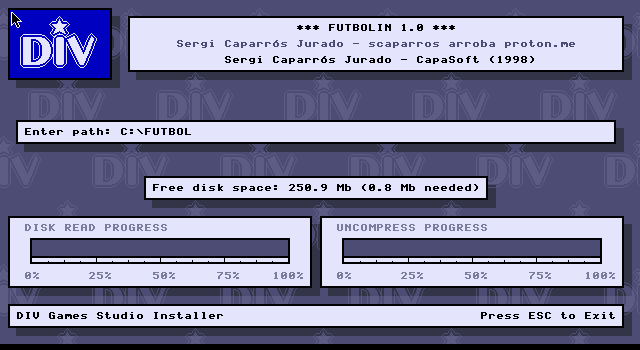 DIV
*** FUTBOLIN 1.0 ***
Sergi Caparrós Jurado - scaparros arroba proton.me
Sergi Caparrós Jurado - CapaSoft (1998)
Enter path: C:\FUTBOL
Free disk space: 250.9 Mb (0.8 Mb needed)
DISK READ PROGRESS
0% 25% 50% 75% 100%
UNCOMPRESS PROGRESS
0% 25% 50% 75% 100%
DIV Games Studio Installer
Press ESC to Exit